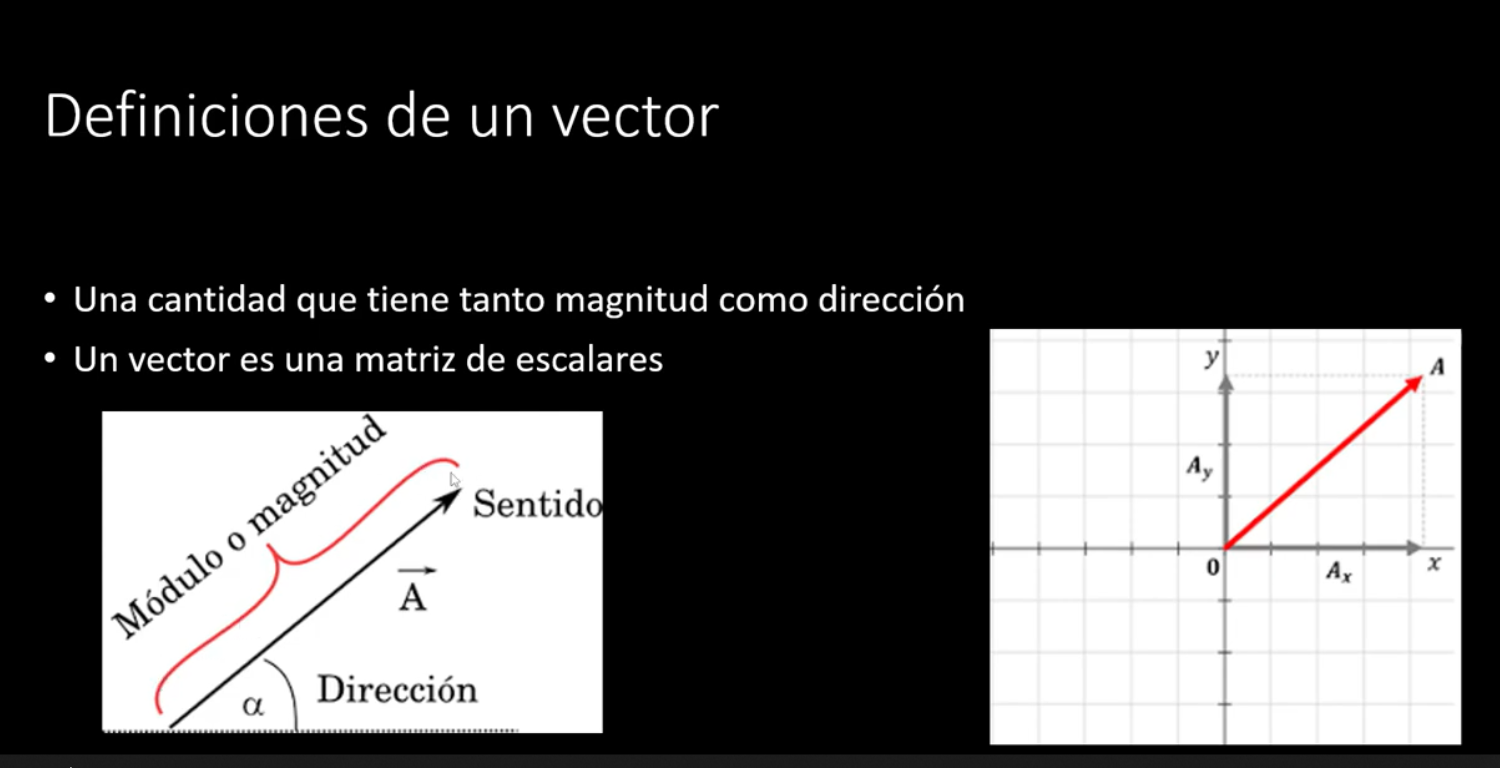 Definiciones de un vector
• Una cantidad que tiene tanto magnitud como dirección
• Un vector es una matriz de escalares
Módulo o magnitud
Sentido
A
α
Dirección
y
A
Ay
0
Ax
x